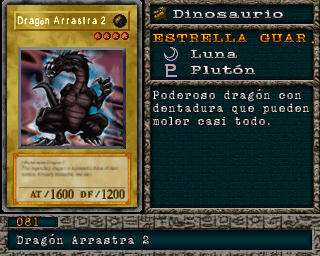 Dragón Arrastra 2
Dinosaurio
ESTRELLA GUAR.
Luna
Plutón
Poderoso dragón con
dentadura que pueden
moler casi todo.
AT/1600 DF/1200
081
Dragón Arrastra 2